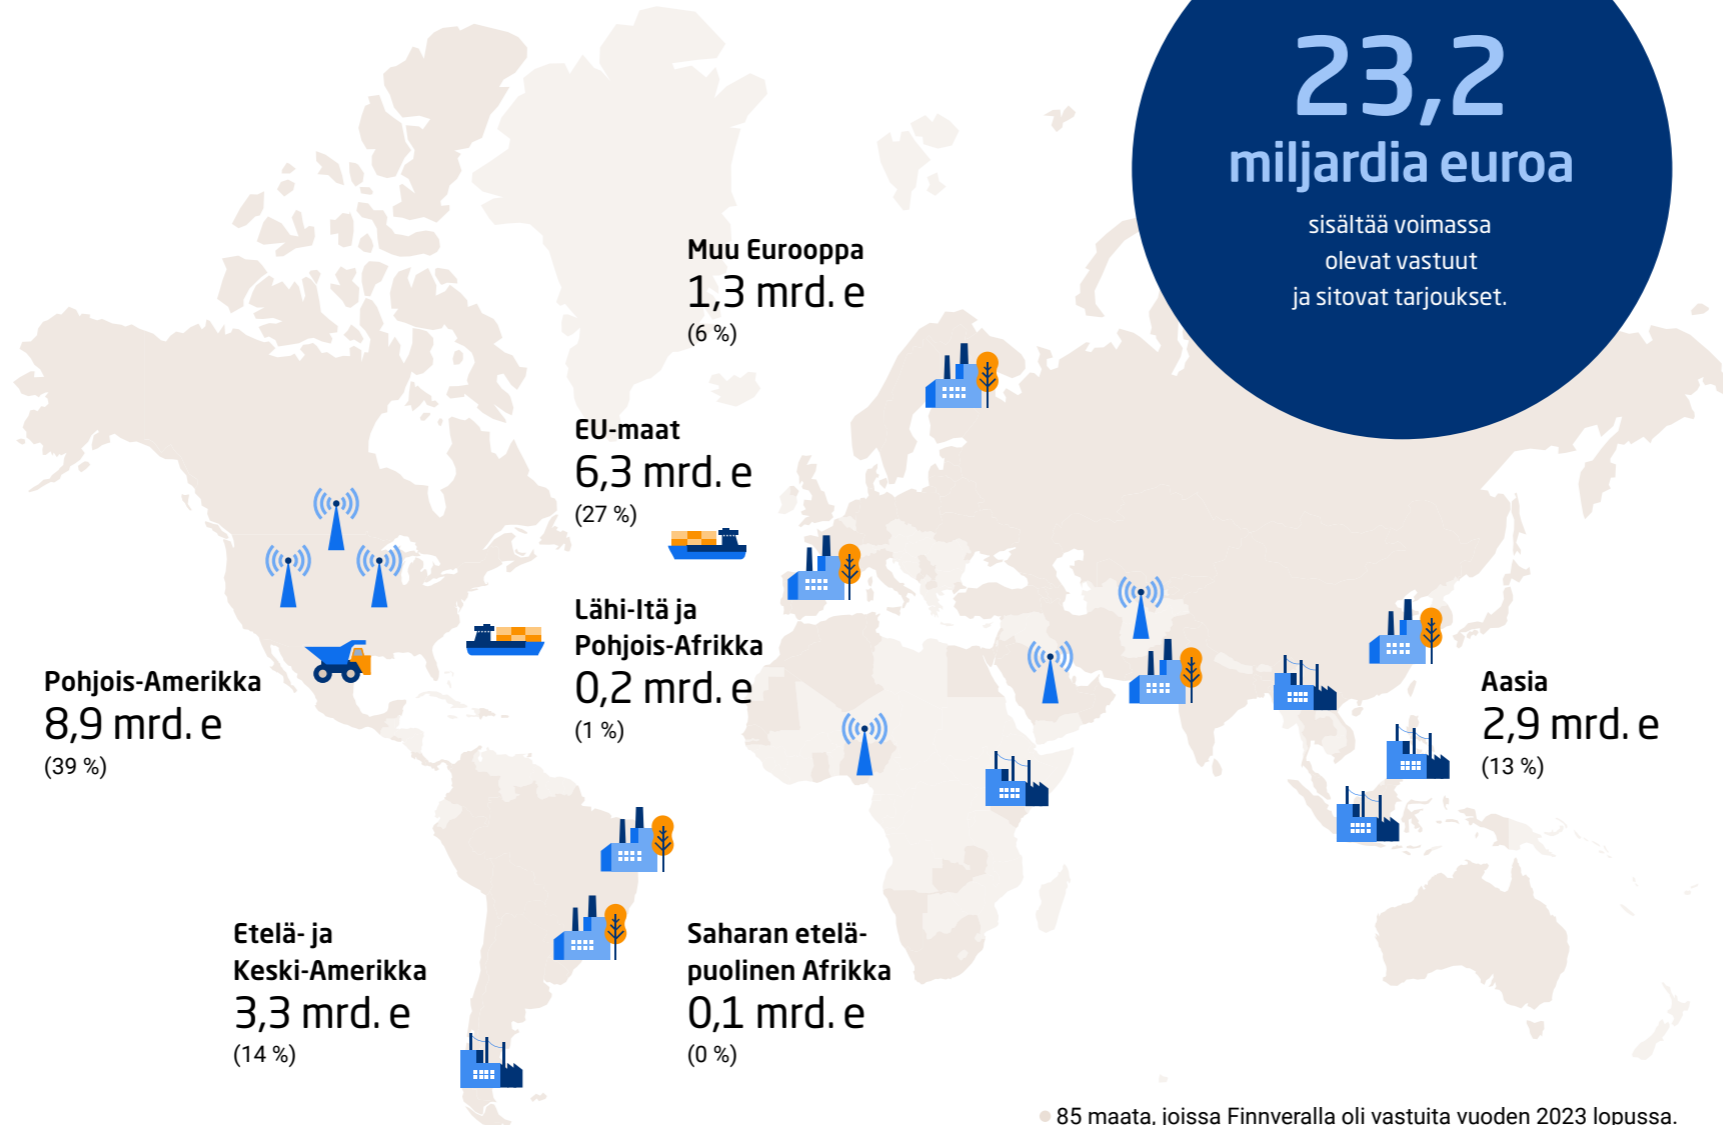 23,2
miljardia euroa
sisältää voimassa
olevat vastuut
ja sitovat tarjoukset.
Muu Eurooppa
1,3 mrd. e
(6 %)
EU-maat
6,3 mrd. e
(27 %)
Lähi-Itä ja
Pohjois-Afrikka
0,2 mrd. e
(1 %)
Pohjois-Amerikka
8,9 mrd. e
(39 %)
Aasia
2,9 mrd. e
(13 %)
Etelä- ja
Keski-Amerikka
3,3 mrd. e
(14 %)
Saharan etelä-
puolinen Afrikka
0,1 mrd. e
(0 %)
85 maata, joissa Finnveralla oli vastuita vuoden 2023 lopussa.